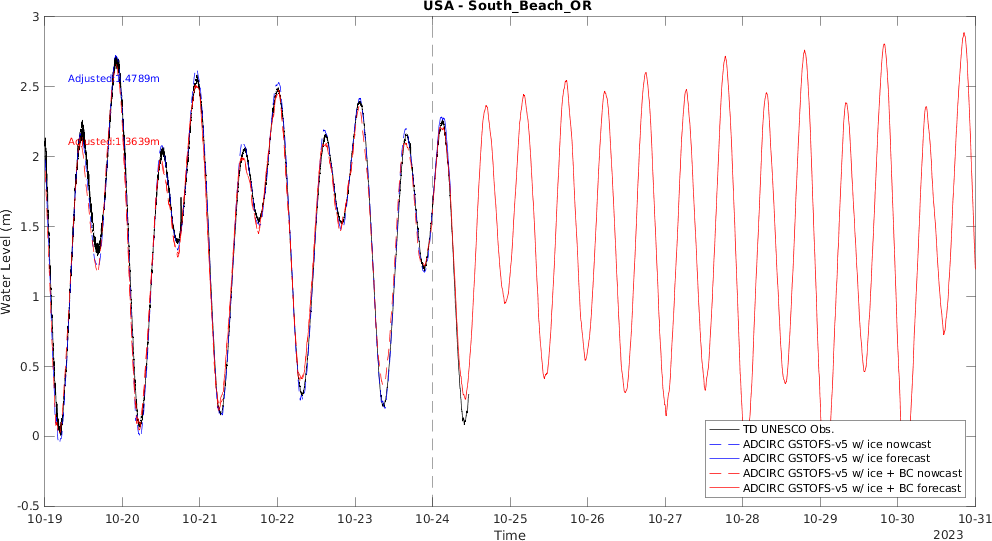 USA - South_Beach_OR
3
2.5
2
1.5
1
0.5
0
-0.5
Water Level (m)
Adjusted:1.4789m
Adjusted:1.3639m
TD UNESCO Obs.
ADCIRC GSTOFS-v5 w/ ice nowcast
ADCIRC GSTOFS-v5 w/ ice forecast
ADCIRC GSTOFS-v5 w/ ice + BC nowcast
ADCIRC GSTOFS-v5 w/ ice + BC forecast
10-19 10-20 10-21 10-22 10-23 10-24 10-25 10-26 10-27 10-28 10-29 10-30 10-31
Time
2023